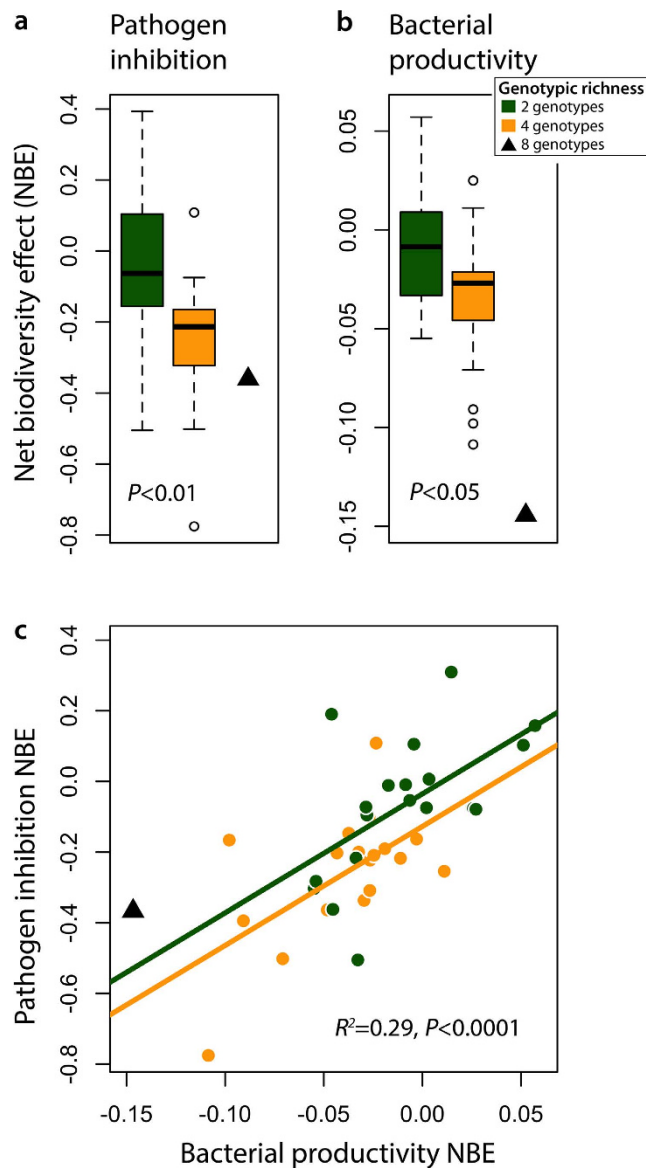 a
Pathogen
inhibition
b
Bacterial
productivity
Genotypic richness
2 genotypes
4 genotypes
8 genotypes
Net biodiversity effect (NBE)
0.4
0.2
0.0
-0.2
-0.4
-0.6
-0.8
P<0.01
0.05
0.00
-0.05
-0.10
-0.15
P<0.05
c
Pathogen inhibition NBE
0.4
0.2
0.0
-0.2
-0.4
-0.6
-0.8
R²=0.29, P<0.0001
-0.15
-0.10
-0.05
0.00
0.05
Bacterial productivity NBE